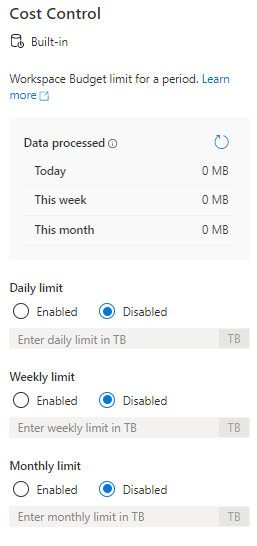 Cost Control
Built-in
Workspace Budget limit for a period. Learn
more
Data processed
Today 0 MB
This week 0 MB
This month 0 MB
Daily limit
Enabled Disabled
Enter daily limit in TB TB
Weekly limit
Enabled Disabled
Enter weekly limit in TB TB
Monthly limit
Enabled Disabled
Enter monthly limit in TB TB